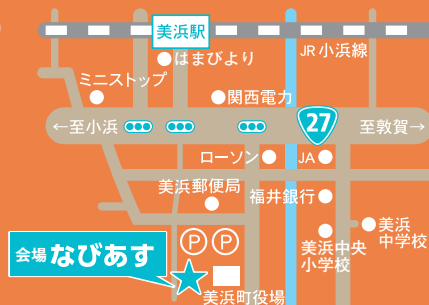 美浜駅
JR小浜線
はまびより
ミニストップ
関西電力
←至小浜
27
至敦賀→
ローソン
JA
美浜郵便局
福井銀行
美浜
中学校
P P
美浜中央
小学校
会場 なびあす
美浜町役場